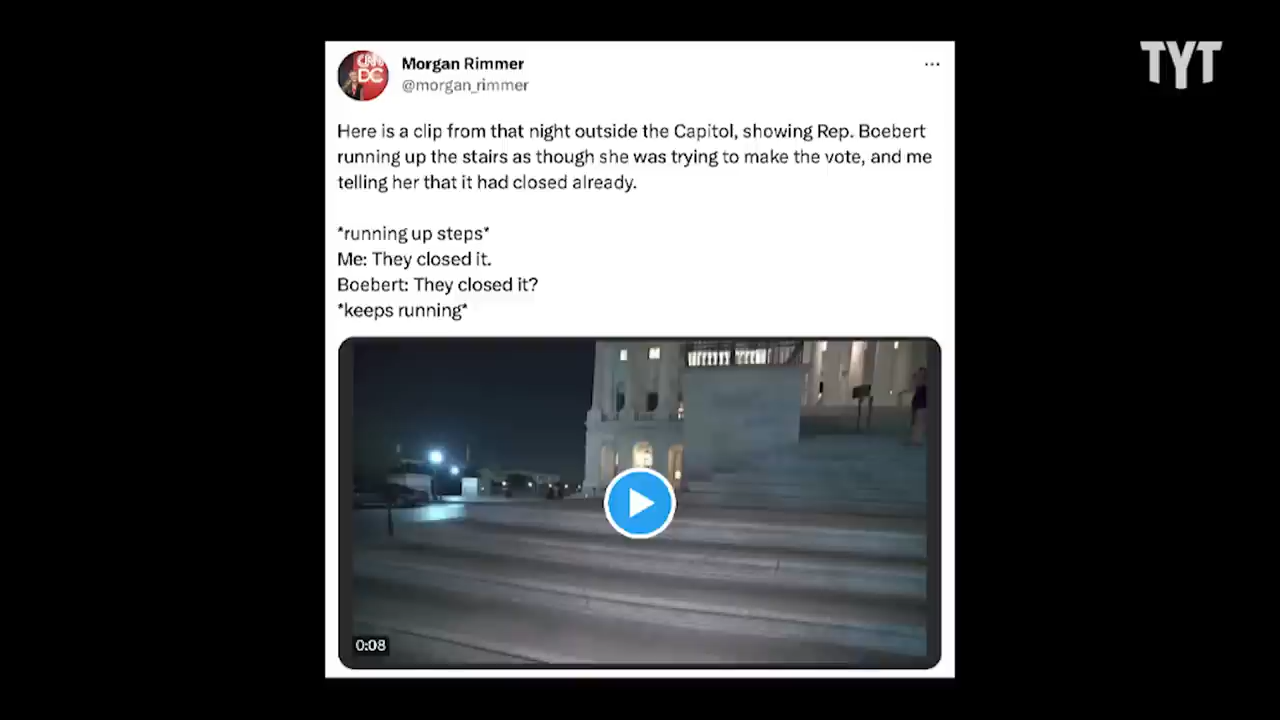 TYT
CNN
DC
Morgan Rimmer
@morgan_rimmer
...
Here is a clip from that night outside the Capitol, showing Rep. Boebert
running up the stairs as though she was trying to make the vote, and me
telling her that it had closed already.
*running up steps*
Me: They closed it.
Boebert: They closed it?
*keeps running*
0:08